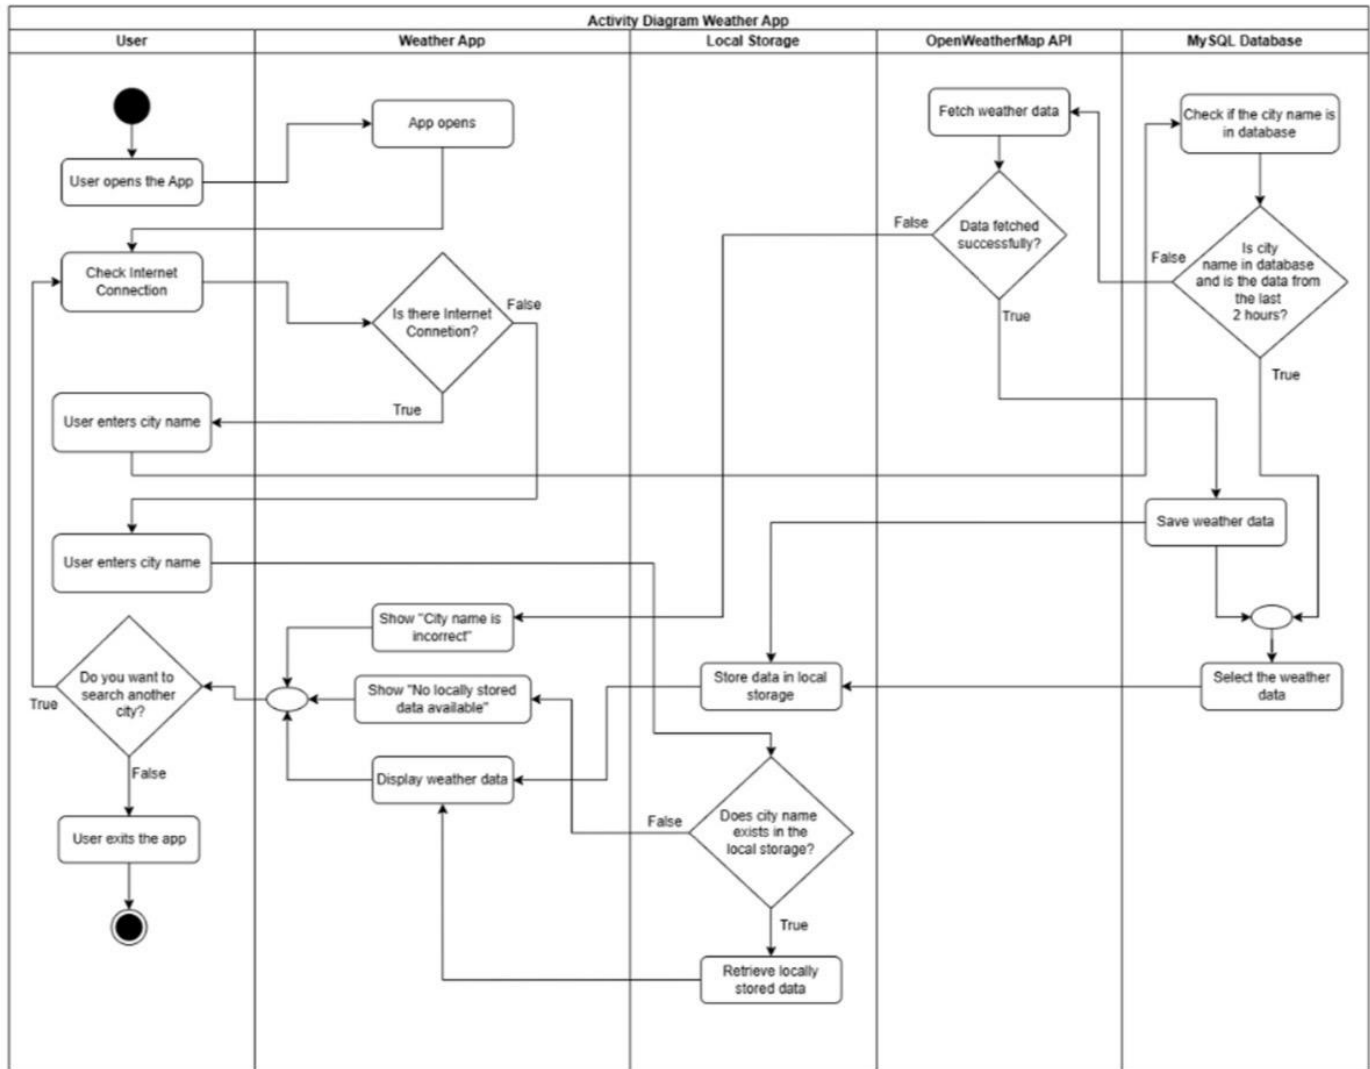 Activity Diagram Weather App
User
Weather App
Local Storage
OpenWeatherMap API
MySQL Database
User opens the App
App opens
Fetch weather data
Check if the city name is
in database
Check Internet
Connection
Is there Internet
Connetion?
False
True
Data fetched
successfully?
False
True
Is city
name in database
and is the data from
the last
2 hours?
False
True
User enters city name
User enters city name
Save weather data
Show "City name is
incorrect"
Show "No locally stored
data available"
Display weather data
Store data in local
storage
Select the weather
data
Do you want to
search another
city?
True
False
Does city name
exists in the
local storage?
False
True
User exits the app
Retrieve locally
stored data